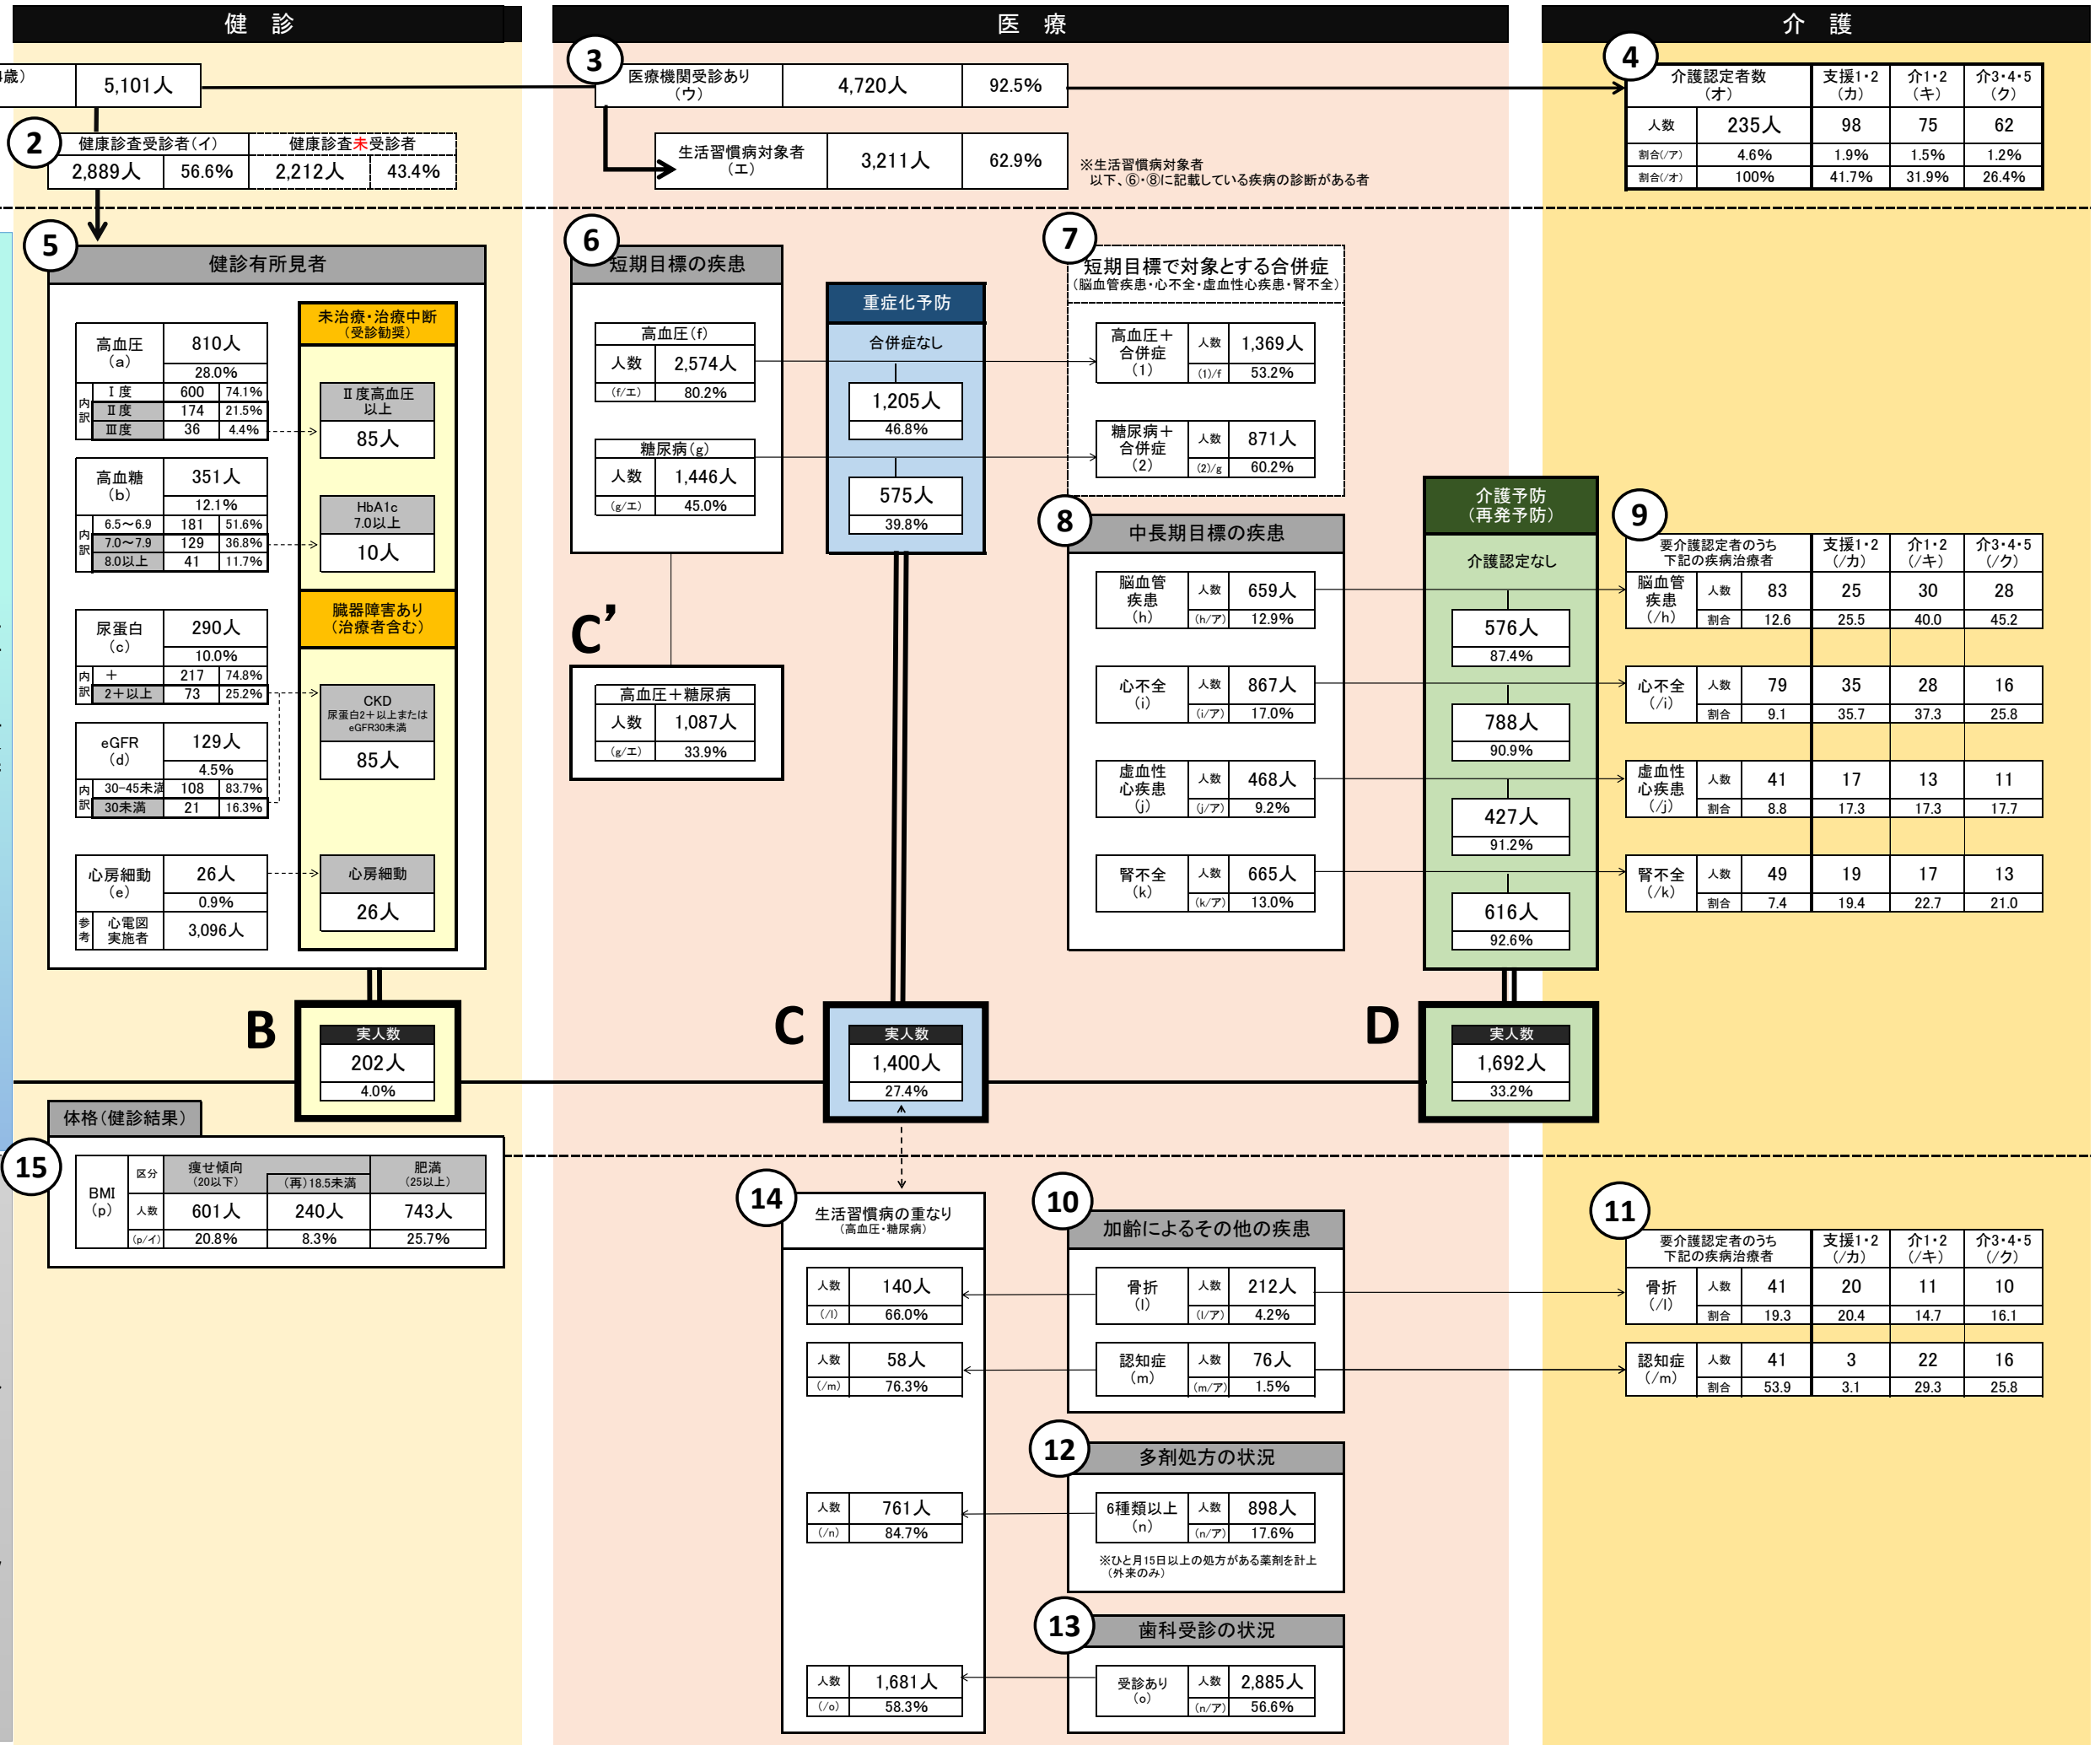 健 診
医 療
介 護
歳）
5,101人
2
健康診査受診者（イ）
健康診査未受診者
2,889人 56.6% 2,212人 43.4%
3
医療機関受診あり
（ウ）
4,720人 92.5%
生活習慣病対象者
（エ）
3,211人 62.9%
※生活習慣病対象者
以下、⑥・⑧に記載している疾病の診断がある者
4
介護認定者数
（オ）
支援1・2
（カ）
介1・2
（キ）
介3・4・5
（ク）
人数 235人 98 75 62
割合(/ア) 4.6% 1.9% 1.5% 1.2%
割合(/オ) 100% 41.7% 31.9% 26.4%
5
健診有所見者
高血圧
（a）
810人
28.0%
内訳
Ⅰ度 600 74.1%
Ⅱ度 174 21.5%
Ⅲ度 36 4.4%
高血糖
（b）
351人
12.1%
内訳
6.5～6.9 181 51.6%
7.0～7.9 129 36.8%
8.0以上 41 11.7%
尿蛋白
（c）
290人
10.0%
内訳
＋ 217 74.8%
2＋以上 73 25.2%
eGFR
（d）
129人
4.5%
内訳
30-45未満 108 83.7%
30未満 21 16.3%
心房細動
（e）
26人
0.9%
参考
心電図
実施者
3,096人
未治療・治療中断
（受診勧奨）
Ⅱ度高血圧
以上
85人
HbA1c
7.0以上
10人
臓器障害あり
（治療者含む）
CKD
尿蛋白2＋以上または
eGFR30未満
85人
心房細動
26人
B
実人数
202人
4.0%
6
短期目標の疾患
高血圧(f)
人数 2,574人
(f/エ) 80.2%
糖尿病(g)
人数 1,446人
(g/エ) 45.0%
C’
高血圧＋糖尿病
人数 1,087人
(g/エ) 33.9%
重症化予防
合併症なし
1,205人
46.8%
575人
39.8%
C
実人数
1,400人
27.4%
7
短期目標で対象とする合併症
（脳血管疾患・心不全・虚血性心疾患・腎不全）
高血圧＋
合併症
（1）
人数 1,369人
(1)/f 53.2%
糖尿病＋
合併症
（2）
人数 871人
(2)/g 60.2%
8
中長期目標の疾患
脳血管
疾患
（h）
人数 659人
(h/ア) 12.9%
心不全
（i）
人数 867人
(i/ア) 17.0%
虚血性
心疾患
（j）
人数 468人
(j/ア) 9.2%
腎不全
（k）
人数 665人
(k/ア) 13.0%
介護予防
（再発予防）
介護認定なし
576人
87.4%
788人
90.9%
427人
91.2%
616人
92.6%
D
実人数
1,692人
33.2%
9
要介護認定者のうち
下記の疾病治療者
支援1・2
（/カ）
介1・2
（/キ）
介3・4・5
（/ク）
脳血管
疾患
（/h）
人数 83 25 30 28
割合 12.6 25.5 40.0 45.2
心不全
（/i）
人数 79 35 28 16
割合 9.1 35.7 37.3 25.8
虚血性
心疾患
（/j）
人数 41 17 13 11
割合 8.8 17.3 17.3 17.7
腎不全
（/k）
人数 49 19 17 13
割合 7.4 19.4 22.7 21.0
体格（健診結果）
15
BMI
（p）
区分
痩せ傾向
（20以下）
（再）18.5未満
肥満
（25以上）
人数 601人 240人 743人
(p/イ) 20.8% 8.3% 25.7%
14
生活習慣病の重なり
（高血圧・糖尿病）
人数 140人
(/l) 66.0%
人数 58人
(/m) 76.3%
人数 761人
(/n) 84.7%
人数 1,681人
(/o) 58.3%
10
加齢によるその他の疾患
骨折
（l）
人数 212人
(l/ア) 4.2%
認知症
（m）
人数 76人
(m/ア) 1.5%
12
多剤処方の状況
6種類以上
（n）
人数 898人
(n/ア) 17.6%
※ひと月15日以上の処方がある薬剤を計上
（外来のみ）
13
歯科受診の状況
受診あり
（o）
人数 2,885人
(n/ア) 56.6%
11
要介護認定者のうち
下記の疾病治療者
支援1・2
（/カ）
介1・2
（/キ）
介3・4・5
（/ク）
骨折
（/l）
人数 41 20 11 10
割合 19.3 20.4 14.7 16.1
認知症
（/m）
人数 41 3 22 16
割合 53.9 3.1 29.3 25.8